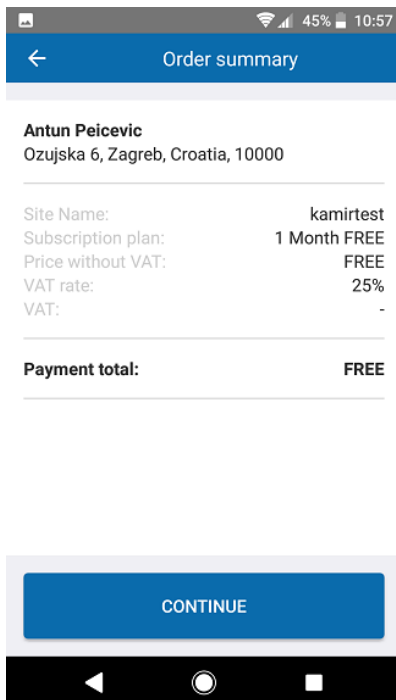 45% 10:57
Order summary
Antun Peicevic
Ozujska 6, Zagreb, Croatia, 10000
Site Name: kamirtest
Subscription plan: 1 Month FREE
Price without VAT: FREE
VAT rate: 25%
VAT: -
Payment total: FREE
CONTINUE